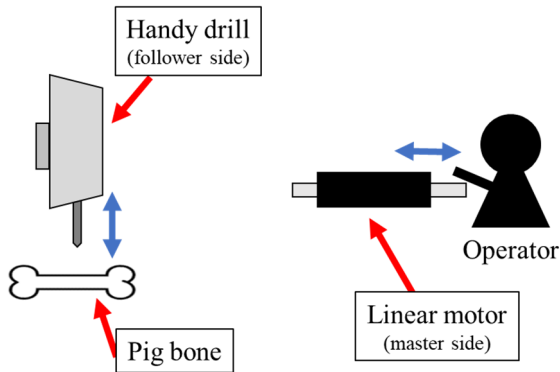 Handy drill
(follower side)
Operator
Linear motor
(master side)
Pig bone